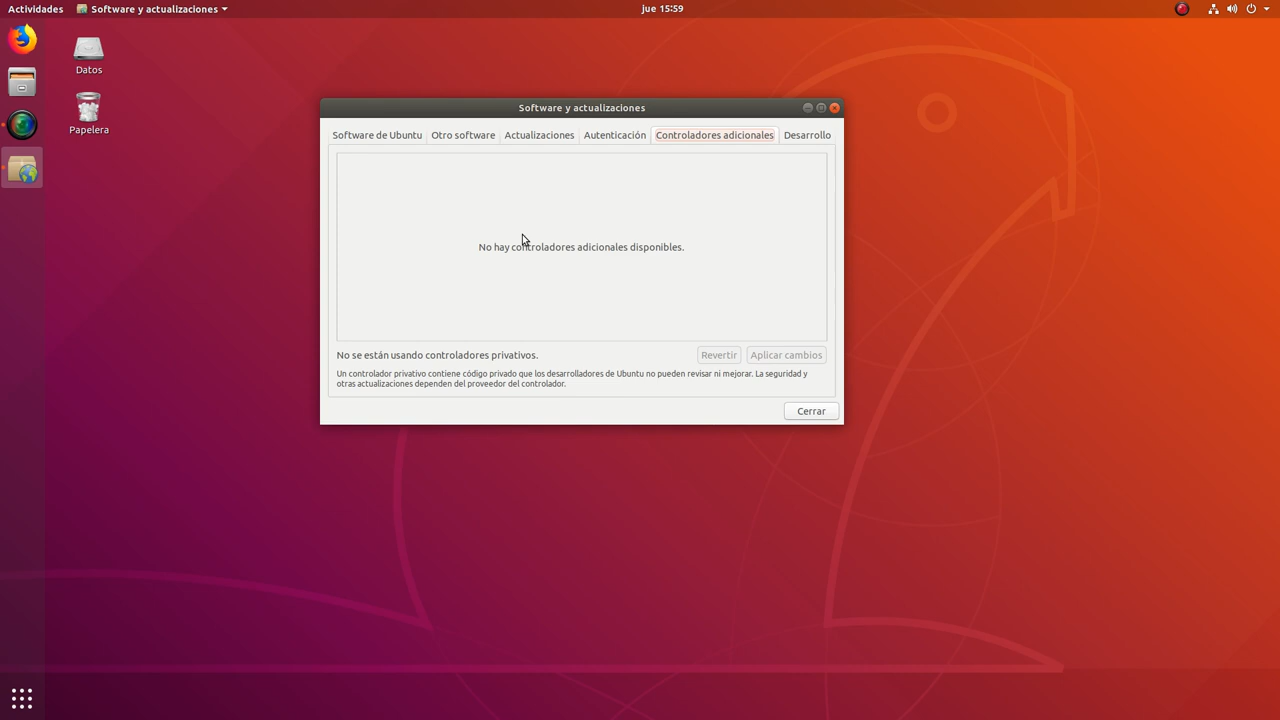 Actividades
Software y actualizaciones
jue 15:59
Datos
Papelera
Software y actualizaciones
Software de Ubuntu
Otro software
Actualizaciones
Autenticación
Controladores adicionales
Desarrollo
No hay controladores adicionales disponibles.
No se están usando controladores privativos.
Revertir
Aplicar cambios
Un controlador privativo contiene código privado que los desarrolladores de Ubuntu no pueden revisar ni mejorar. La seguridad y
otras actualizaciones dependen del proveedor del controlador.
Cerrar